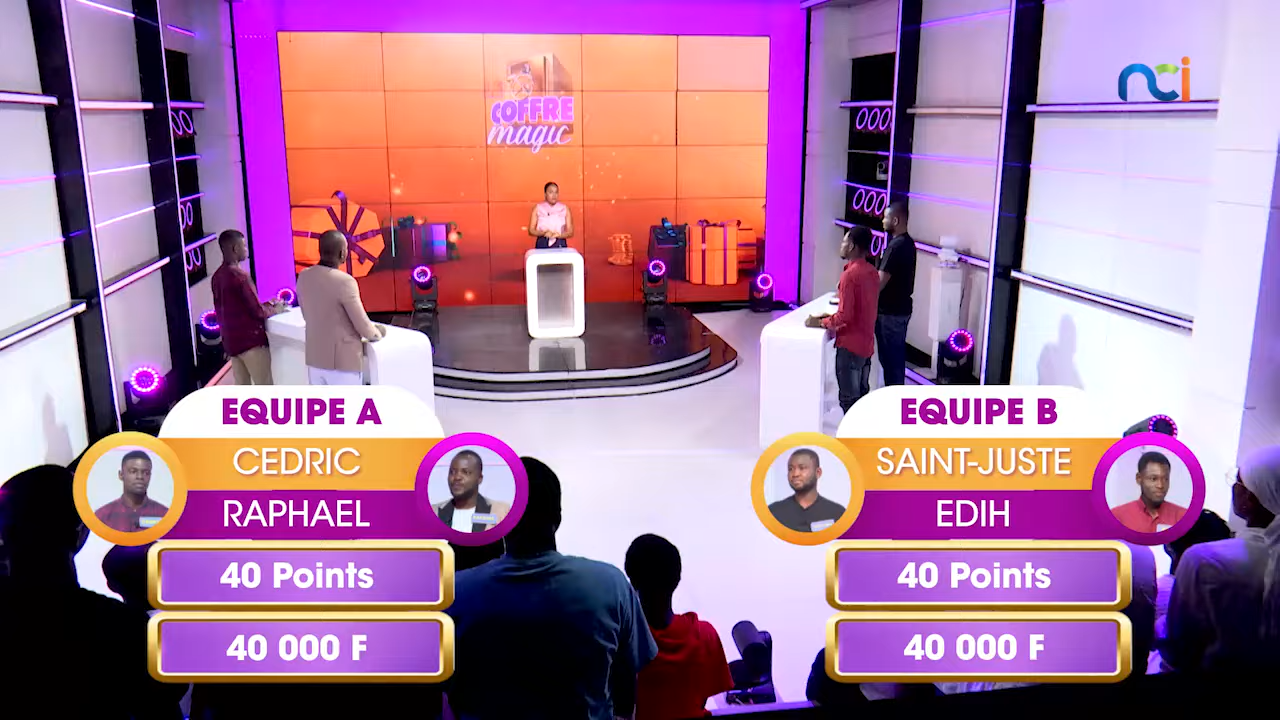 nci
COFFRE
magic
EQUIPE A
CEDRIC
RAPHAEL
40 Points
40 000 F
EQUIPE B
SAINT-JUSTE
EDIH
40 Points
40 000 F